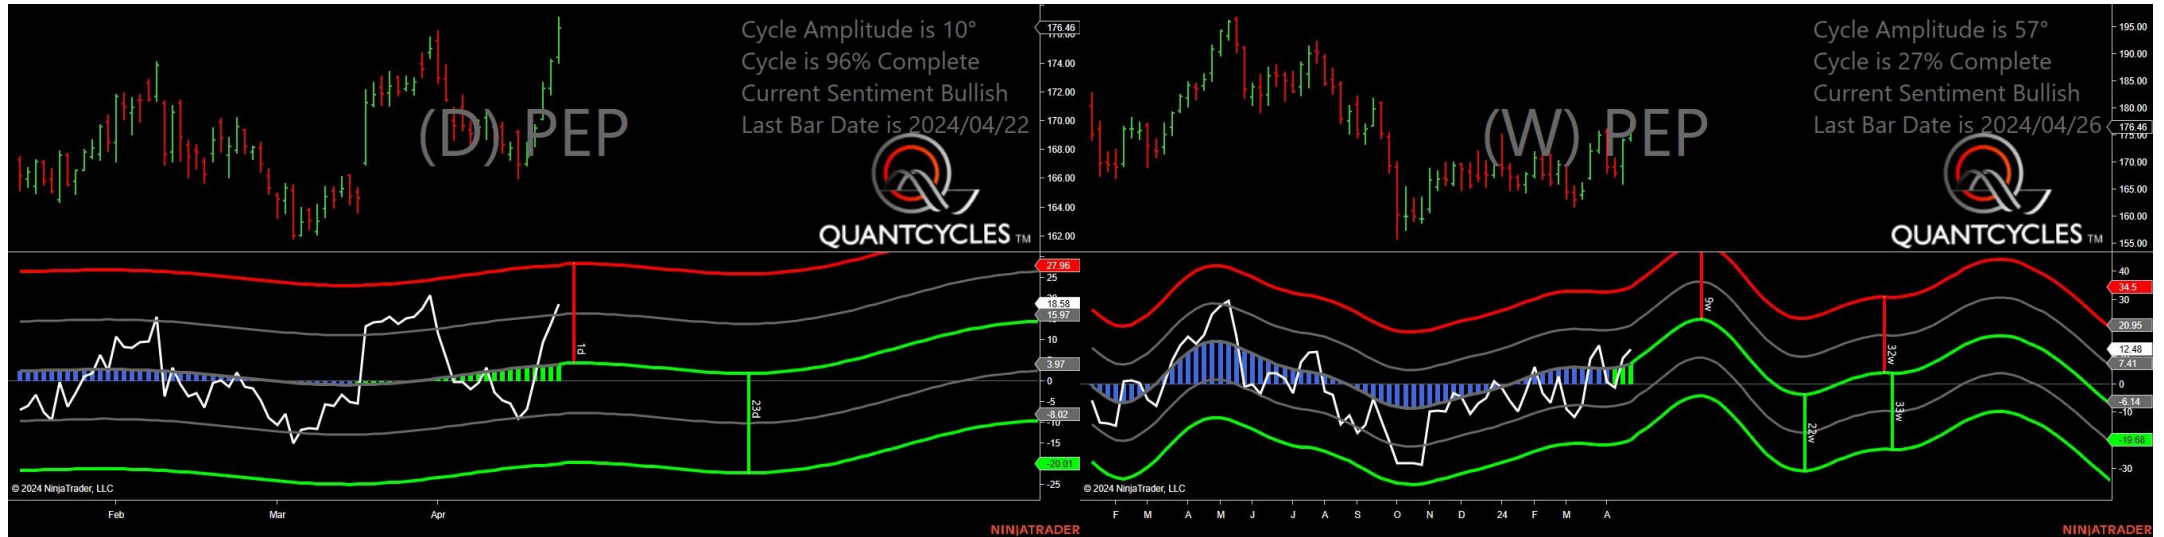 Cycle Amplitude is 10°
Cycle is 96% Complete
Current Sentiment Bullish
Last Bar Date is 2024/04/22
(D) PEP
QUANTCYCLES TM
176.46
174.00
172.00
170.00
168.00
166.00
164.00
162.00
27.96
25
18.58
15.97
10
3.97
0
-5
-8.02
-10
-15
-20.01
-25
1d
23d
© 2024 NinjaTrader, LLC
Feb Mar Apr
NINJATRADER
Cycle Amplitude is 57°
Cycle is 27% Complete
Current Sentiment Bullish
Last Bar Date is 2024/04/26
(W) PEP
QUANTCYCLES TM
195.00
190.00
185.00
180.00
176.46
175.00
170.00
165.00
160.00
155.00
40
34.5
30
20.95
12.48
7.41
0
-6.14
-10
-19.68
-30
9w
22w
32w
33w
© 2024 NinjaTrader, LLC
F M A M J J A S O N D 24 F M A
NINJATRADER